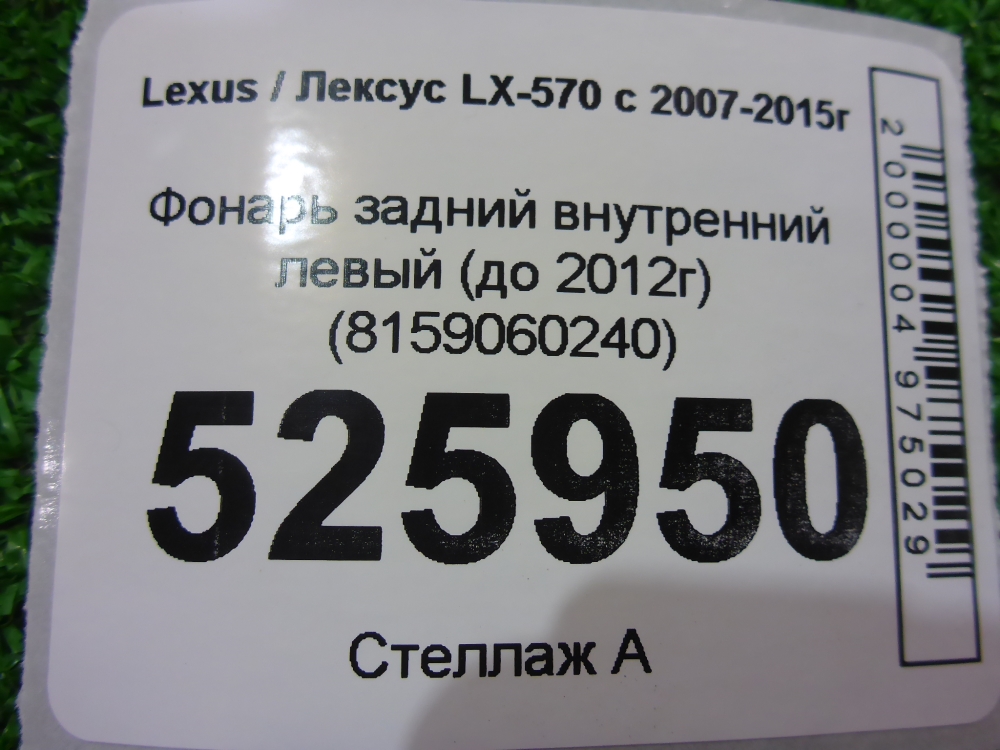 Lexus / Лексус LX-570 с 2007-2015г
Фонарь задний внутренний
левый (до 2012г)
(8159060240)
525950
Стеллаж А
2000004975029